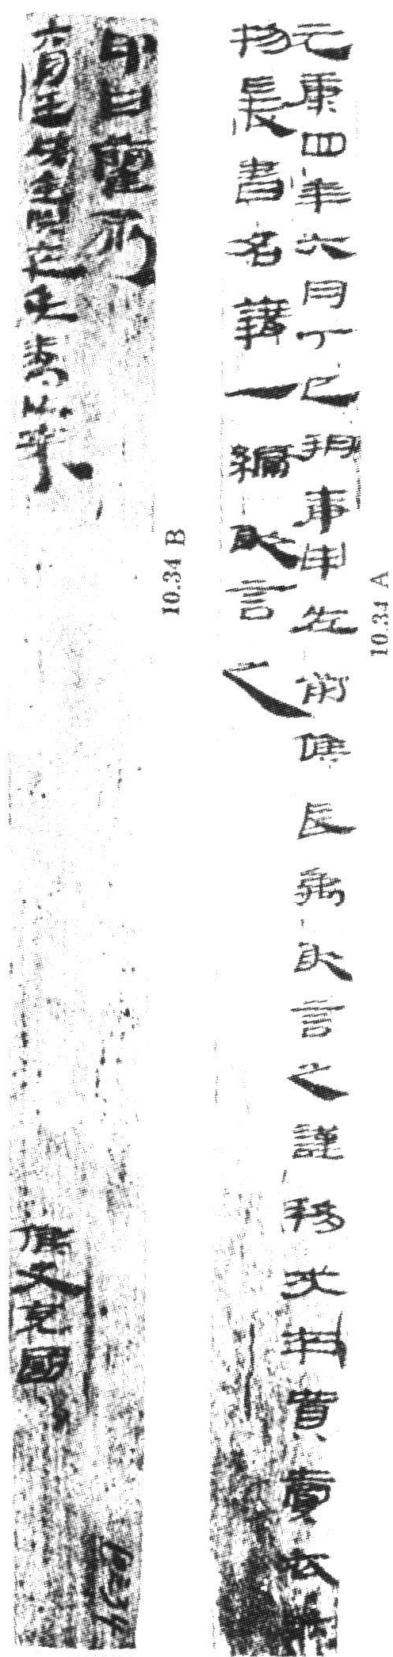 元康四年六月丁巳朔庚申左前候長禹敢言之謹移戍卒貰賣衣財
物爰書名籍一編敢言之
10.34 A
印曰蘭禹
六月壬戌金關卒延壽以來 候史充國
10.34 B
10.34